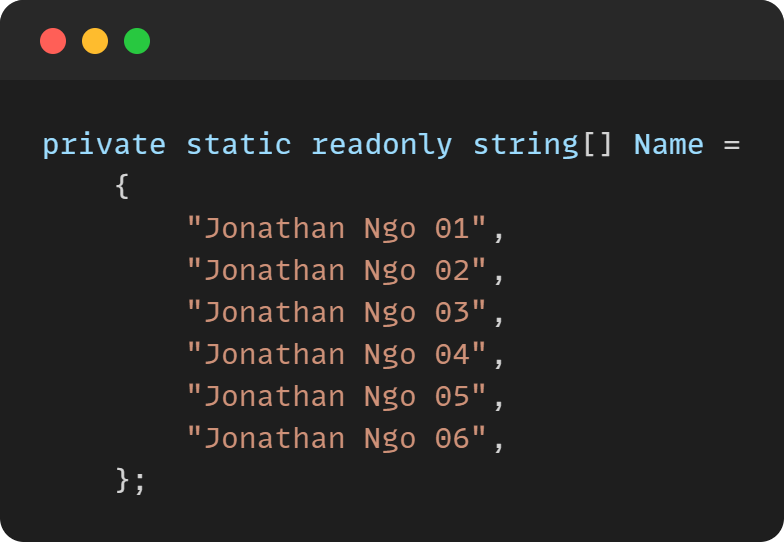 private static readonly string[] Name =
    {
        "Jonathan Ngo 01",
        "Jonathan Ngo 02",
        "Jonathan Ngo 03",
        "Jonathan Ngo 04",
        "Jonathan Ngo 05",
        "Jonathan Ngo 06",
    };